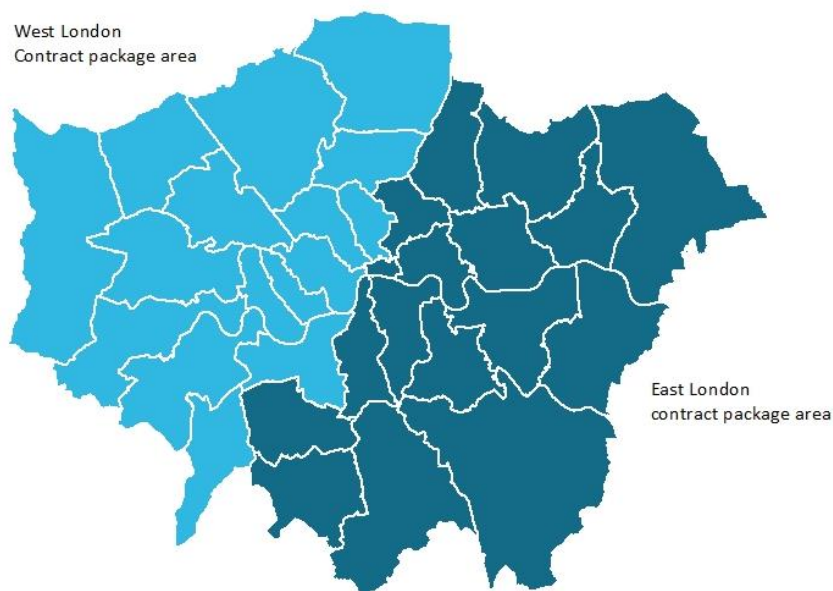 West London
Contract package area
East London
contract package area